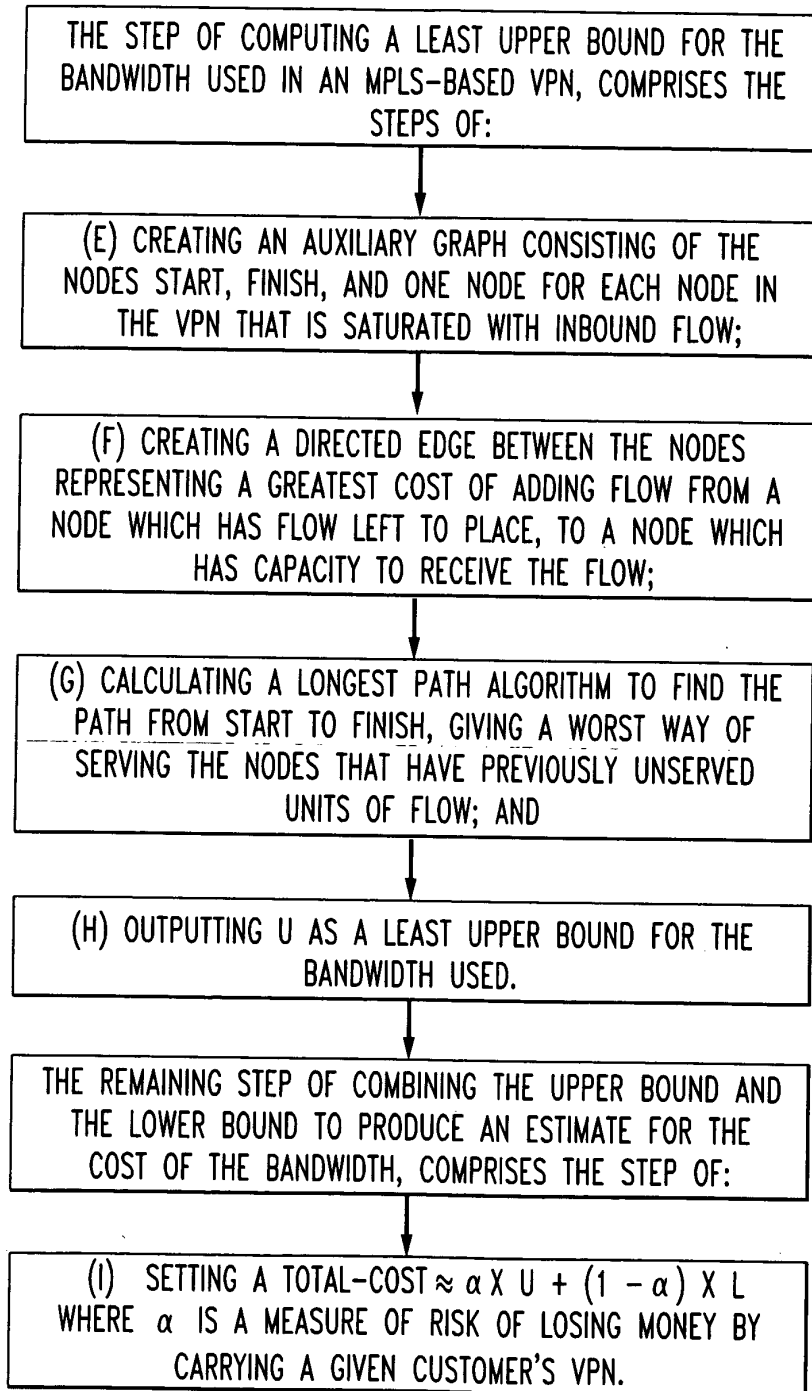 THE STEP OF COMPUTING A LEAST UPPER BOUND FOR THE
BANDWIDTH USED IN AN MPLS-BASED VPN, COMPRISES THE
STEPS OF:
(E) CREATING AN AUXILIARY GRAPH CONSISTING OF THE
NODES START, FINISH, AND ONE NODE FOR EACH NODE IN
THE VPN THAT IS SATURATED WITH INBOUND FLOW;
(F) CREATING A DIRECTED EDGE BETWEEN THE NODES
REPRESENTING A GREATEST COST OF ADDING FLOW FROM A
NODE WHICH HAS FLOW LEFT TO PLACE, TO A NODE WHICH
HAS CAPACITY TO RECEIVE THE FLOW;
(G) CALCULATING A LONGEST PATH ALGORITHM TO FIND THE
PATH FROM START TO FINISH, GIVING A WORST WAY OF
SERVING THE NODES THAT HAVE PREVIOUSLY UNSERVED
UNITS OF FLOW; AND
(H) OUTPUTTING U AS A LEAST UPPER BOUND FOR THE
BANDWIDTH USED.
THE REMAINING STEP OF COMBINING THE UPPER BOUND AND
THE LOWER BOUND TO PRODUCE AN ESTIMATE FOR THE
COST OF THE BANDWIDTH, COMPRISES THE STEP OF:
(I) SETTING A TOTAL-COST ≈ α X U + (1 - α) X L
WHERE α IS A MEASURE OF RISK OF LOSING MONEY BY
CARRYING A GIVEN CUSTOMER'S VPN.